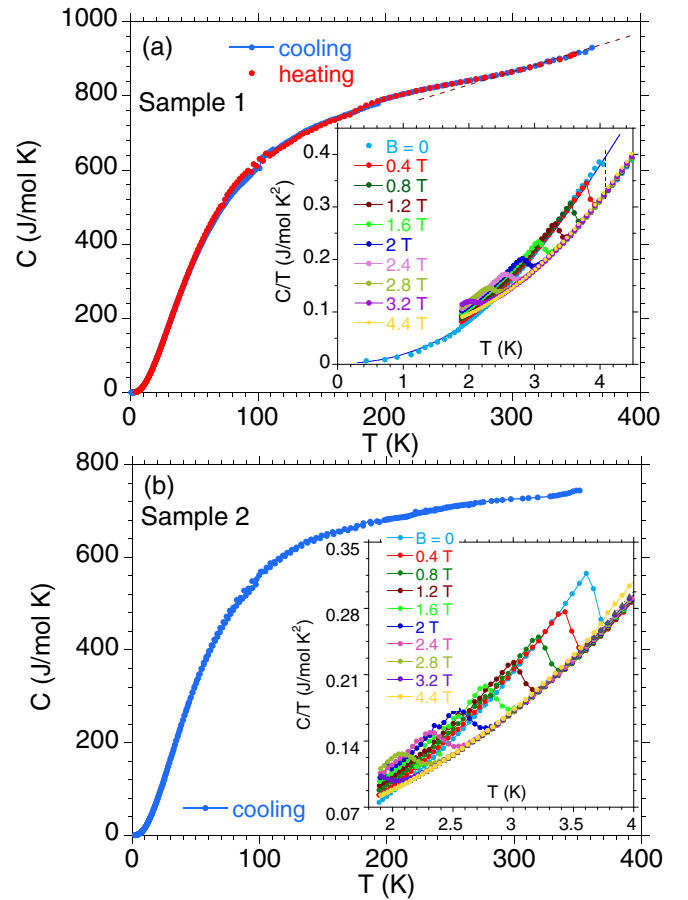 1000
(a)
cooling
heating
800
Sample 1
600
400
200
0
C (J/mol K)
0
100
200
300
400
T (K)
B = 0
0.4 T
0.8 T
1.2 T
1.6 T
2 T
2.4 T
2.8 T
3.2 T
4.4 T
0.4
0.3
0.2
0.1
0
C/T (J/mol K²)
T (K)
0
1
2
3
4
800
(b)
Sample 2
600
400
200
0
C (J/mol K)
cooling
0
100
200
300
400
T (K)
B = 0
0.4 T
0.8 T
1.2 T
1.6 T
2 T
2.4 T
2.8 T
3.2 T
4.4 T
0.35
0.28
0.21
0.14
0.07
C/T (J/mol K²)
T (K)
2
2.5
3
3.5
4